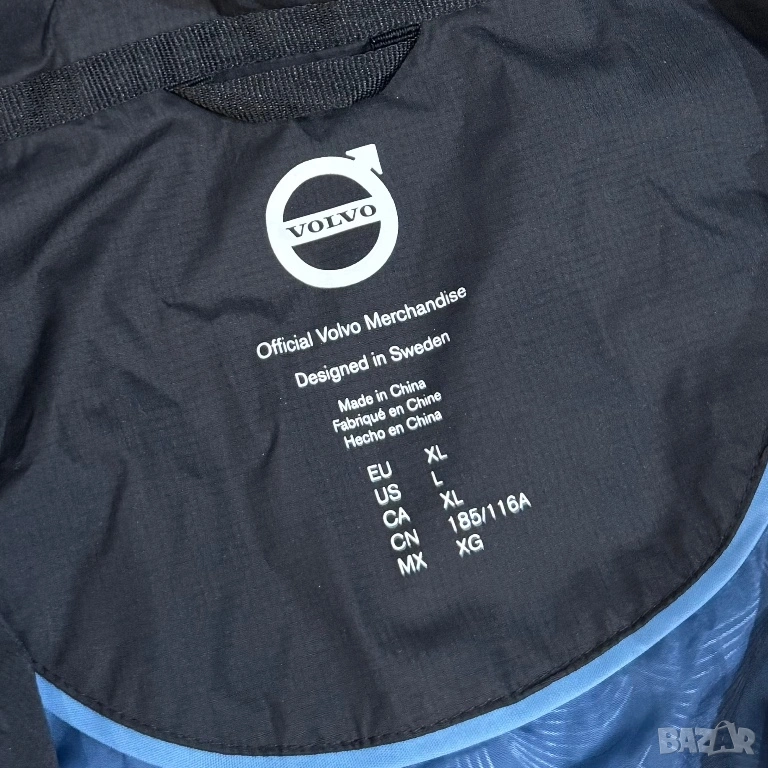 VOLVO
Official Volvo Merchandise
Designed in Sweden
Made in China
Fabriqué en Chine
Hecho en China
EU XL
US L
CA XL
CN 185/116A
MX XG
BAZAR